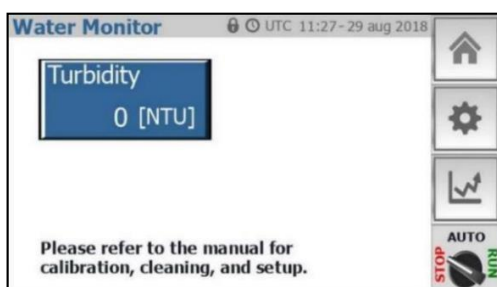 Water Monitor
UTC 11:27-29 aug 2018
Turbidity
0 [NTU]
Please refer to the manual for
calibration, cleaning, and setup.
AUTO
STOP
RUN